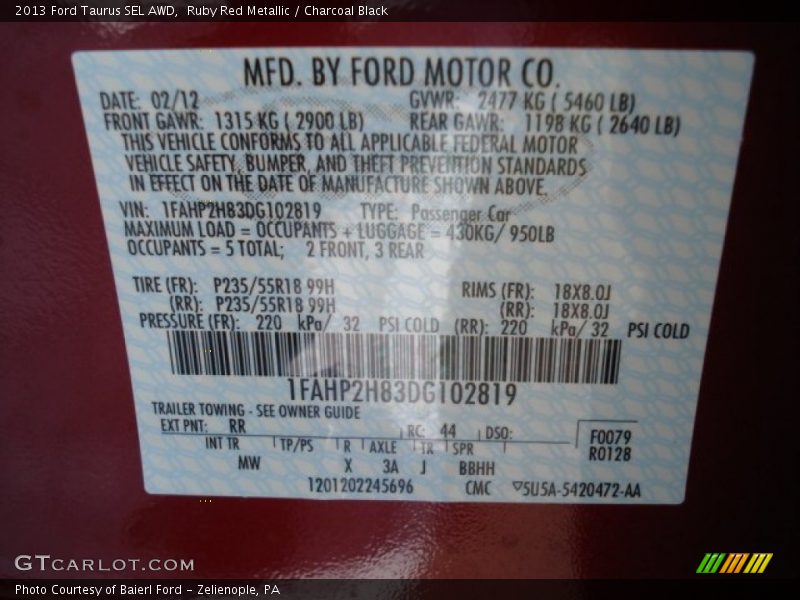 2013 Ford Taurus SEL AWD,  Ruby Red Metallic / Charcoal Black
MFD. BY FORD MOTOR CO.
DATE: 02/12 GVWR: 2477 KG ( 5460 LB)
FRONT GAWR: 1315 KG ( 2900 LB) REAR GAWR: 1198 KG ( 2640 LB)
THIS VEHICLE CONFORMS TO ALL APPLICABLE FEDERAL MOTOR
VEHICLE SAFETY, BUMPER, AND THEFT PREVENTION STANDARDS
IN EFFECT ON THE DATE OF MANUFACTURE SHOWN ABOVE.
VIN: 1FAHP2H83DG102819 TYPE: Passenger Car
MAXIMUM LOAD = OCCUPANTS + LUGGAGE = 430KG/ 950LB
OCCUPANTS = 5 TOTAL; 2 FRONT, 3 REAR
TIRE (FR): P235/55R18 99H RIMS (FR): 18X8.0J
(RR): P235/55R18 99H (RR): 18X8.0J
PRESSURE (FR): 220 kPa/ 32 PSI COLD (RR): 220 kPa/ 32 PSI COLD
1FAHP2H83DG102819
TRAILER TOWING - SEE OWNER GUIDE
EXT PNT: RR RC: 44 DSO: F0079
INT TR TP/PS R AXLE TR SPR R0128
MW X 3A J BBHH
1201202245696 CMC ▽5U5A-5420472-AA
GTCARLOT.COM
Photo Courtesy of Baierl Ford - Zelienople, PA